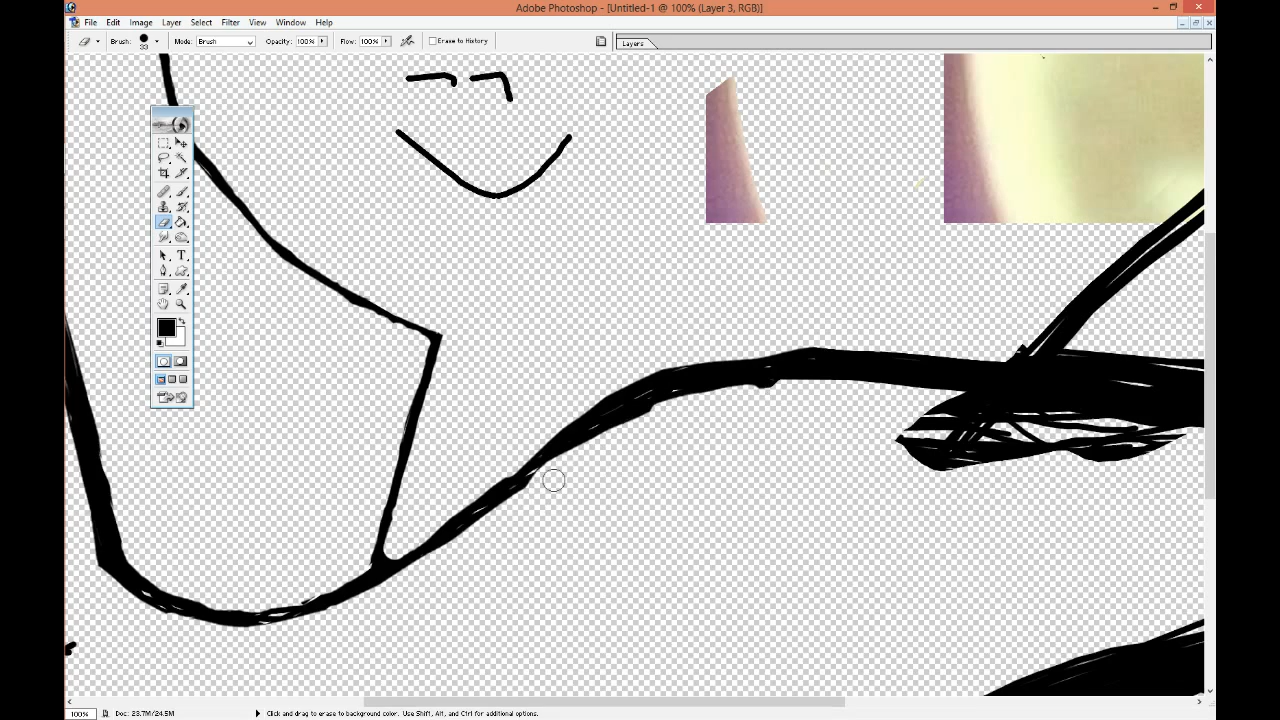 Adobe Photoshop - [Untitled-1 @ 100% (Layer 3, RGB)]
File Edit Image Layer Select Filter View Window Help
Brush: 33 Mode: Brush Opacity: 100% Flow: 100% Erase to History Layers
T
100% Doc: 23.7M/24.5M Click and drag to erase to background color. Use Shift, Alt, and Ctrl for additional options.